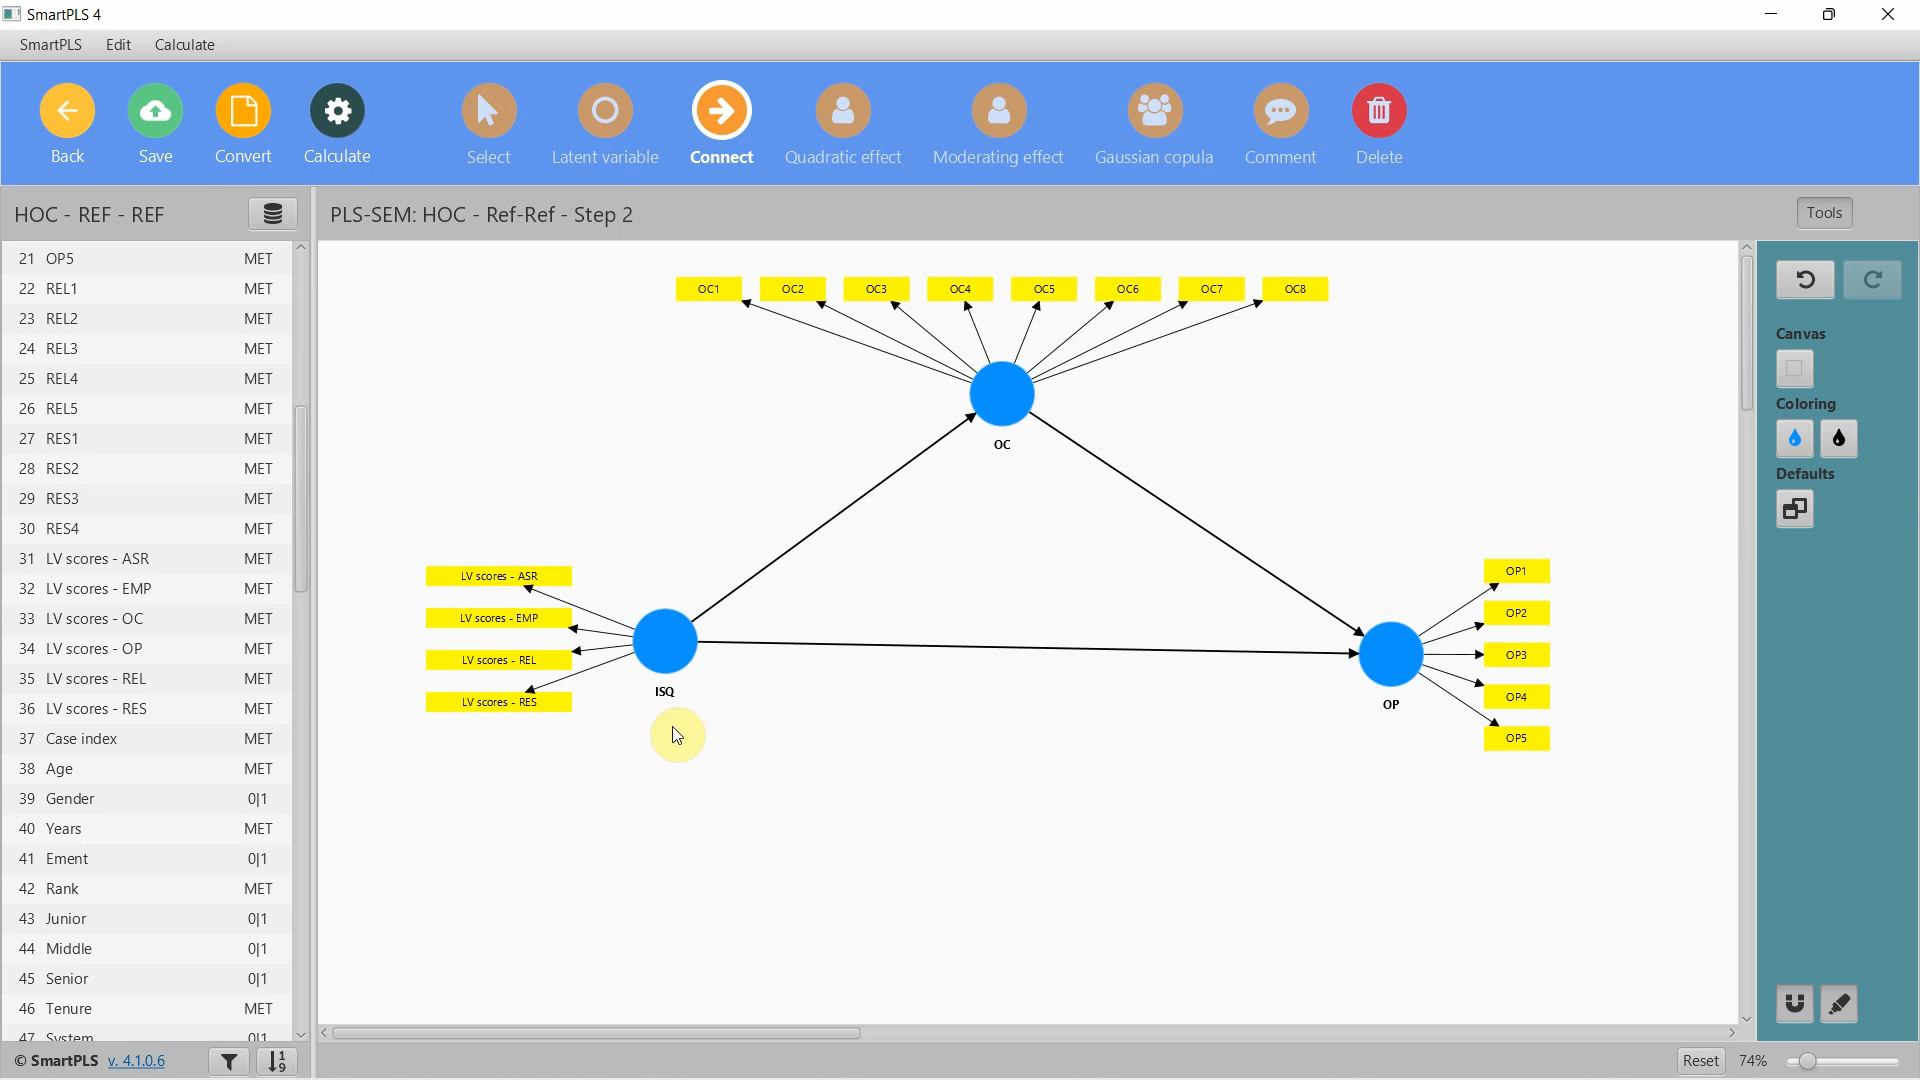 SmartPLS 4
SmartPLS Edit Calculate
Back Save Convert Calculate Select Latent variable Connect Quadratic effect Moderating effect Gaussian copula Comment Delete
HOC - REF - REF
PLS-SEM: HOC - Ref-Ref - Step 2
Tools
21 OP5 MET
22 REL1 MET
23 REL2 MET
24 REL3 MET
25 REL4 MET
26 REL5 MET
27 RES1 MET
28 RES2 MET
29 RES3 MET
30 RES4 MET
31 LV scores - ASR MET
32 LV scores - EMP MET
33 LV scores - OC MET
34 LV scores - OP MET
35 LV scores - REL MET
36 LV scores - RES MET
37 Case index MET
38 Age MET
39 Gender 0|1
40 Years MET
41 Ement 0|1
42 Rank MET
43 Junior 0|1
44 Middle 0|1
45 Senior 0|1
46 Tenure MET
47 System 0|1
OC1 OC2 OC3 OC4 OC5 OC6 OC7 OC8
OC
LV scores - ASR
LV scores - EMP
LV scores - REL
LV scores - RES
ISQ
OP1
OP2
OP3
OP4
OP5
OP
Canvas
Coloring
Defaults
© SmartPLS v. 4.1.0.6
1
9
Reset 74%